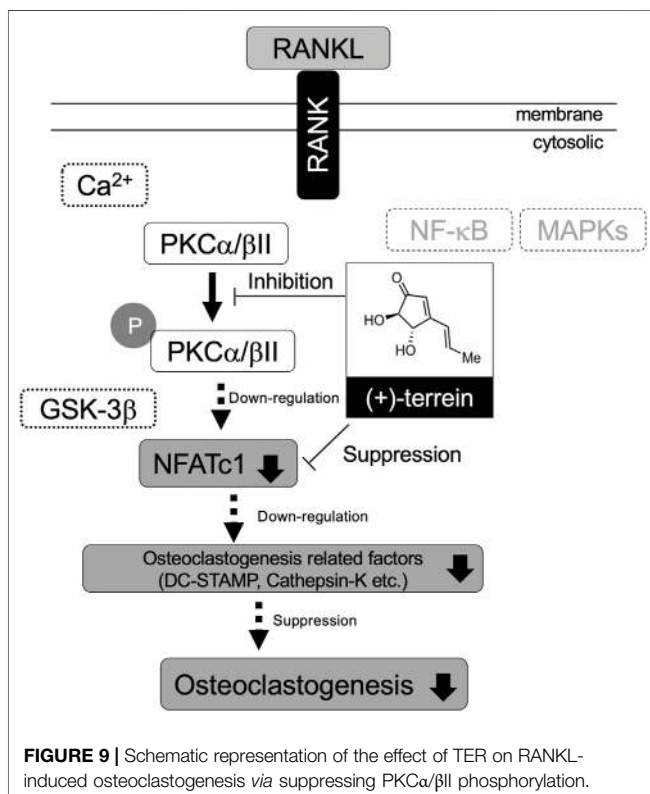 RANKL
RANK
membrane
cytosolic
Ca²⁺
NF-κB
MAPKs
PKCα/βII
Inhibition
P
PKCα/βII
O
HO
HO
Me
(+)-terrein
GSK-3β
Down-regulation
NFATc1
Suppression
Down-regulation
Osteoclastogenesis related factors
(DC-STAMP, Cathepsin-K etc.)
Suppression
Osteoclastogenesis
FIGURE 9 | Schematic representation of the effect of TER on RANKL-
induced osteoclastogenesis via suppressing PKCα/βII phosphorylation.